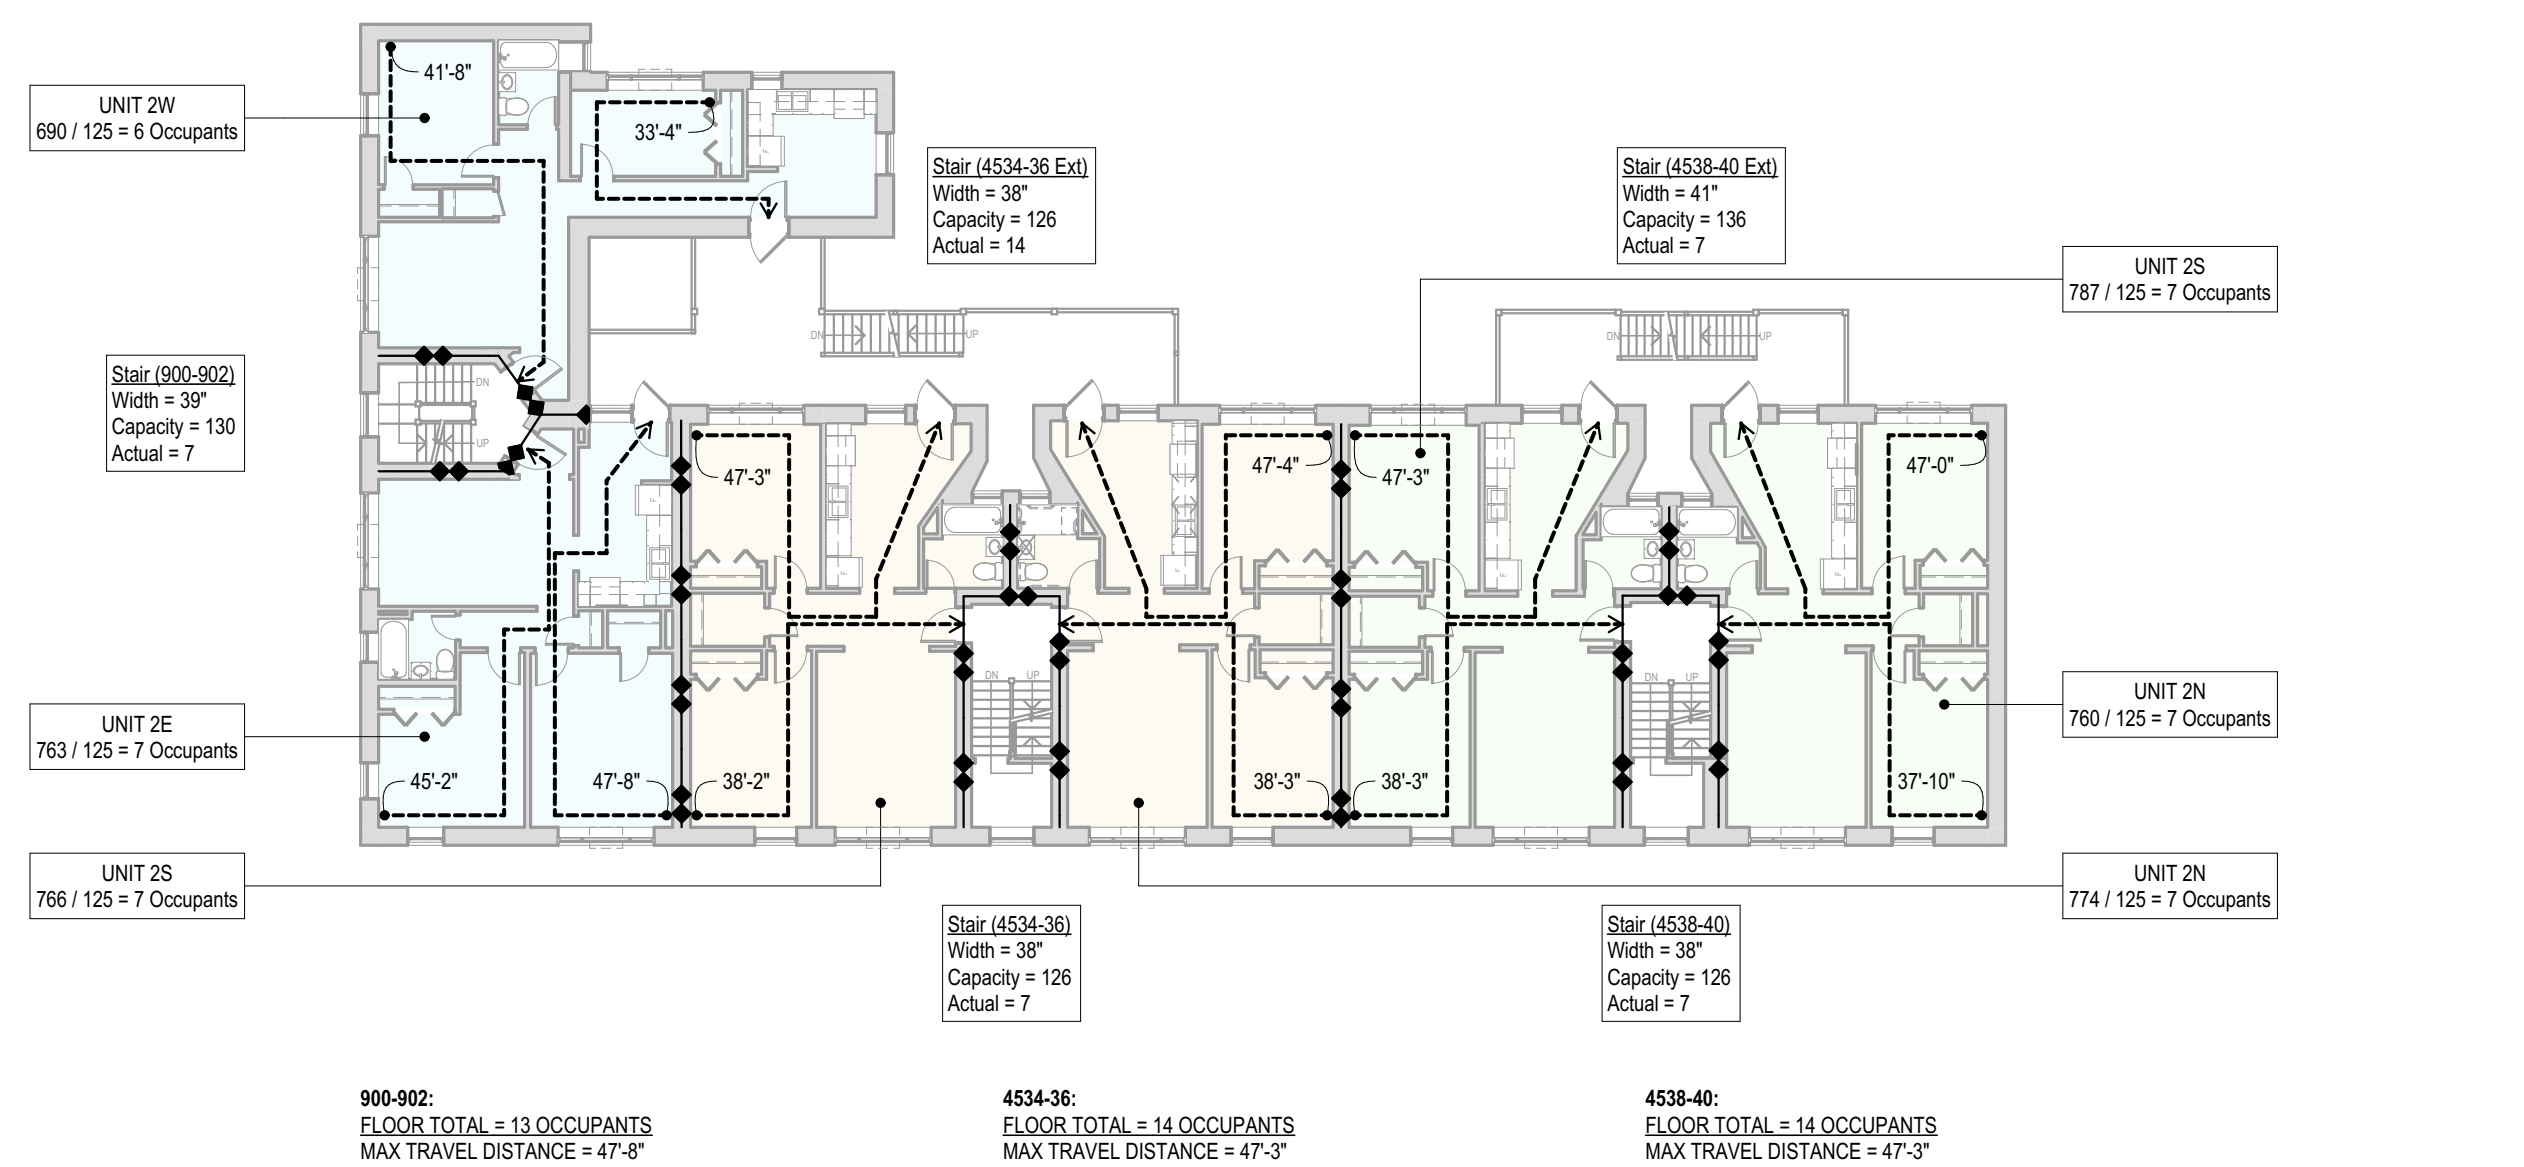 41'-8"
UNIT 2W
690 / 125 = 6 Occupants
33'-4"
Stair (4534-36 Ext)
Width = 38"
Capacity = 126
Actual = 14
Stair (4538-40 Ext)
Width = 41"
Capacity = 136
Actual = 7
UNIT 2S
787 / 125 = 7 Occupants
DN
UP
DN
UP
Stair (900-902)
Width = 39"
Capacity = 130
Actual = 7
DN
UP
47'-3"
47'-4"
47'-3"
47'-0"
DN
UP
DN
UP
UNIT 2E
763 / 125 = 7 Occupants
UNIT 2N
760 / 125 = 7 Occupants
45'-2"
47'-8"
38'-2"
38'-3"
38'-3"
37'-10"
UNIT 2S
766 / 125 = 7 Occupants
UNIT 2N
774 / 125 = 7 Occupants
Stair (4534-36)
Width = 38"
Capacity = 126
Actual = 7
Stair (4538-40)
Width = 38"
Capacity = 126
Actual = 7
900-902:
FLOOR TOTAL = 13 OCCUPANTS
MAX TRAVEL DISTANCE = 47'-8"
4534-36:
FLOOR TOTAL = 14 OCCUPANTS
MAX TRAVEL DISTANCE = 47'-3"
4538-40:
FLOOR TOTAL = 14 OCCUPANTS
MAX TRAVEL DISTANCE = 47'-3"